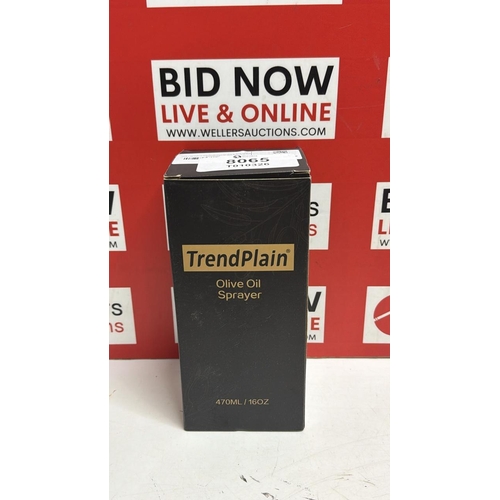 BID NOW
LIVE & ONLINE
WWW.WELLERSAUCTIONS.COM
8065
TrendPlain®
Olive Oil
Sprayer
470ML / 16OZ